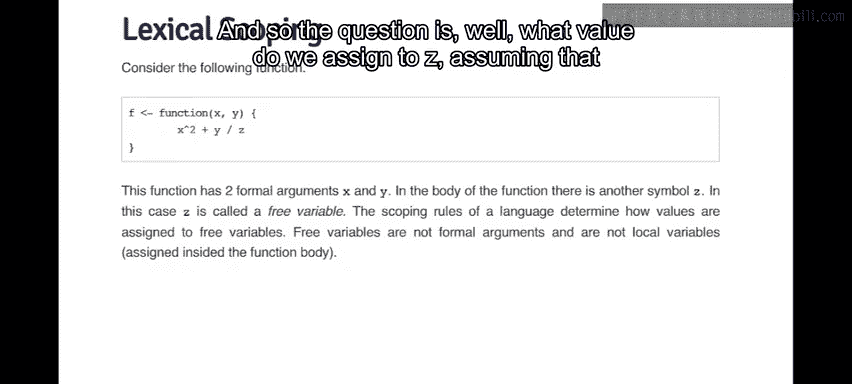 Lexical Scoping
And so the question is, well, what value
do we assign to z, assuming that
Consider the following function.
f <- function(x, y) {
x^2 + y / z
}
This function has 2 formal arguments x and y. In the body of the function there is another symbol z. In
this case z is called a free variable. The scoping rules of a language determine how values are
assigned to free variables. Free variables are not formal arguments and are not local variables
(assigned insided the function body).